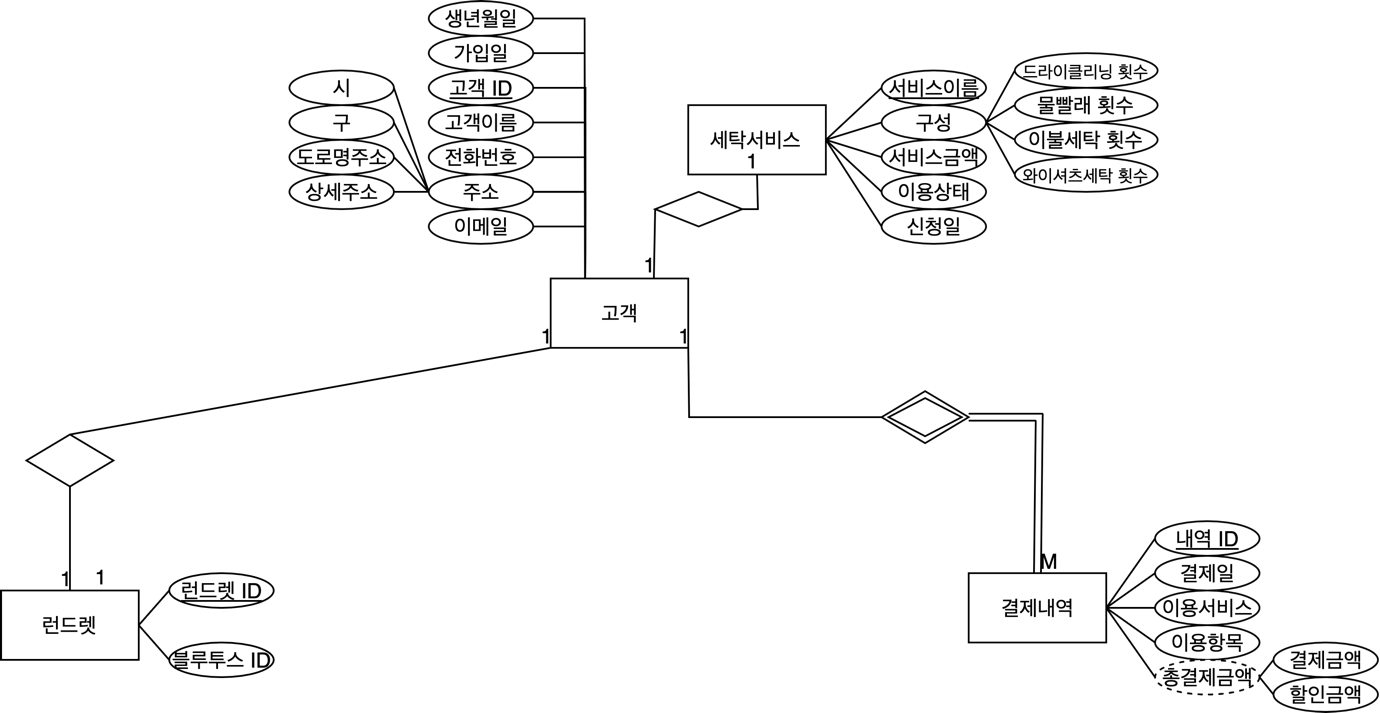 생년월일
가입일
고객 ID
고객이름
전화번호
주소
이메일
시
구
도로명주소
상세주소
세탁서비스
1
서비스이름
구성
서비스금액
이용상태
신청일
드라이클리닝 횟수
물빨래 횟수
이불세탁 횟수
와이셔츠세탁 횟수
1
고객
1
1
1
1
런드렛
런드렛 ID
블루투스 ID
M
결제내역
내역 ID
결제일
이용서비스
이용항목
총결제금액
결제금액
할인금액